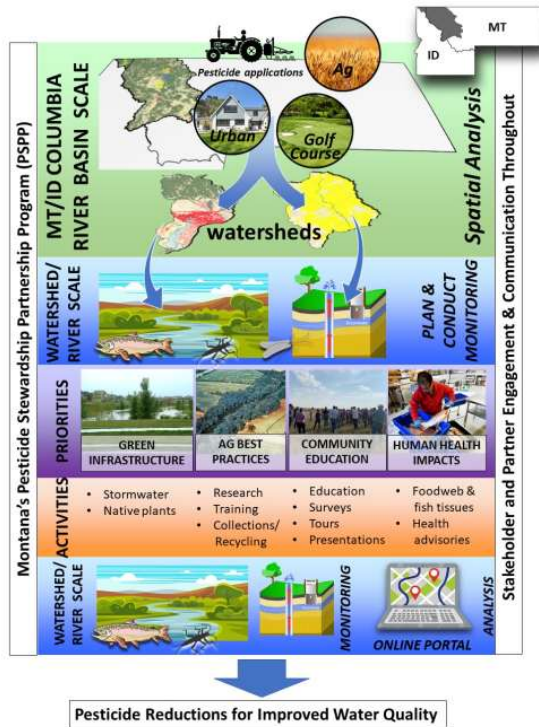 ID
MT
Pesticide applications
Ag
Urban
Golf
Course
MT/ID COLUMBIA
RIVER BASIN SCALE
Spatial Analysis
watersheds
Montana's Pesticide Stewardship Partnership Program (PSPP)
Stakeholder and Partner Engagement & Communication Throughout
WATERSHED/
RIVER SCALE
PLAN &
CONDUCT
MONITORING
PRIORITIES
GREEN
INFRASTRUCTURE
AG BEST
PRACTICES
COMMUNITY
EDUCATION
HUMAN HEALTH
IMPACTS
ACTIVITIES
• Stormwater
• Native plants
• Research
• Training
• Collections/
Recycling
• Education
• Surveys
• Tours
• Presentations
• Foodweb &
fish tissues
• Health
advisories
WATERSHED/
RIVER SCALE
MONITORING
ONLINE PORTAL
ANALYSIS
Pesticide Reductions for Improved Water Quality